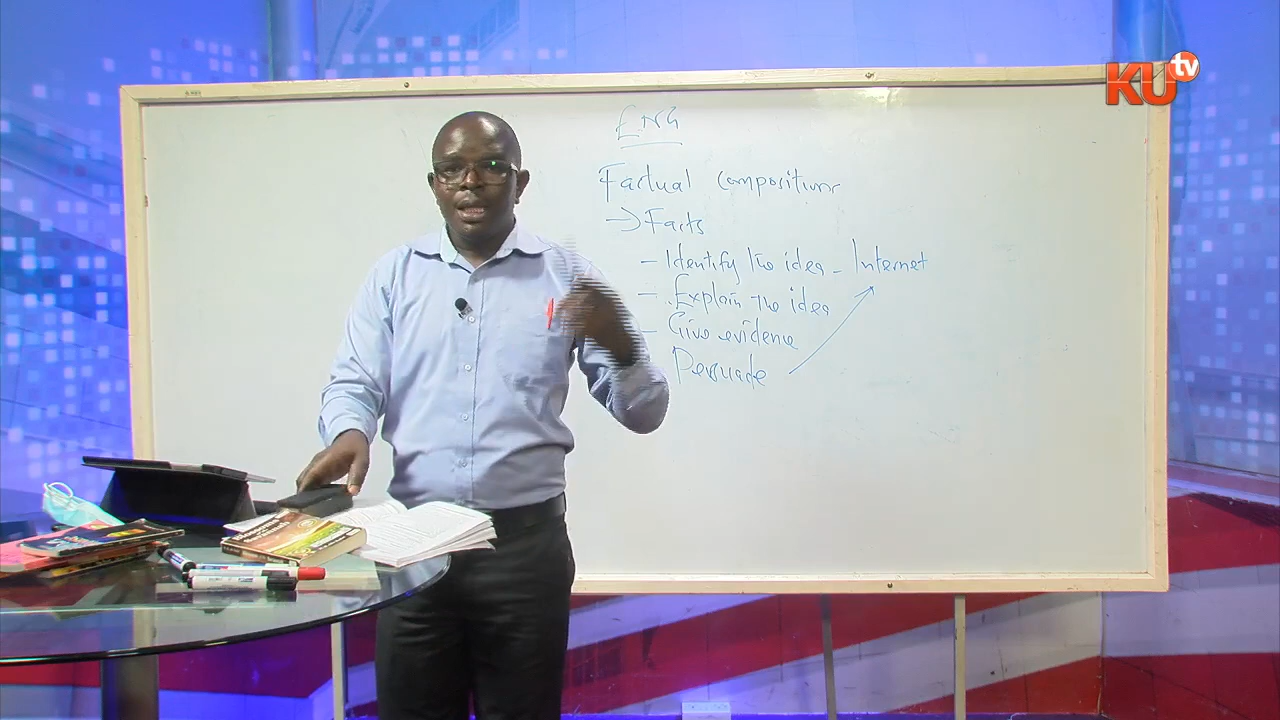 KU tv
ENG
Factual compositions
→ Facts
- Identify the idea - Internet
- Explain the idea
- Give evidence
Persuade